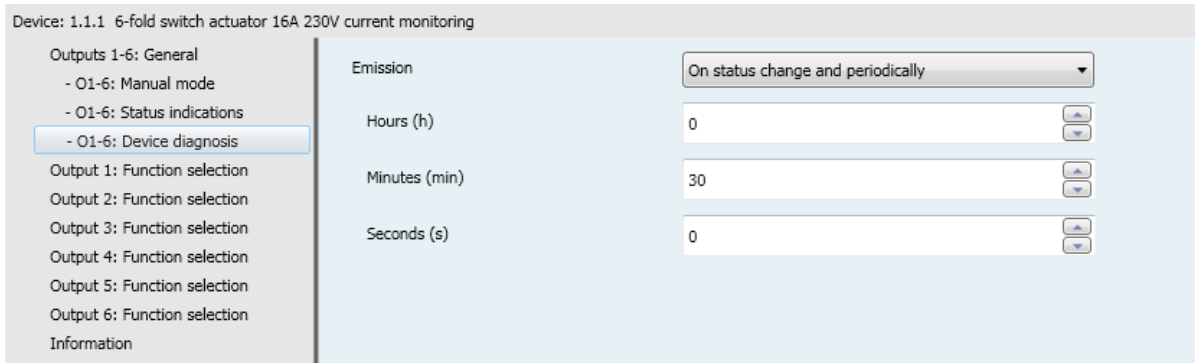 Device: 1.1.1 6-fold switch actuator 16A 230V current monitoring
Outputs 1-6: General
- O1-6: Manual mode
- O1-6: Status indications
- O1-6: Device diagnosis
Output 1: Function selection
Output 2: Function selection
Output 3: Function selection
Output 4: Function selection
Output 5: Function selection
Output 6: Function selection
Information
Emission On status change and periodically
Hours (h) 0
Minutes (min) 30
Seconds (s) 0